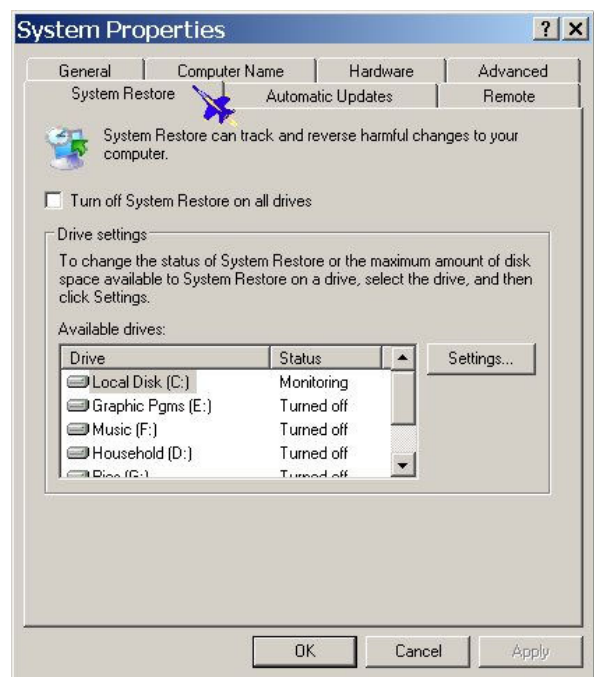 System Properties
General Computer Name Hardware Advanced
System Restore Automatic Updates Remote
System Restore can track and reverse harmful changes to your
computer.
Turn off System Restore on all drives
Drive settings
To change the status of System Restore or the maximum amount of disk
space available to System Restore on a drive, select the drive, and then
click Settings.
Available drives:
Drive Status
Settings...
Local Disk (C:) Monitoring
Graphic Pgms (E:) Turned off
Music (F:) Turned off
Household (D:) Turned off
(G:) Turned off
OK Cancel Apply